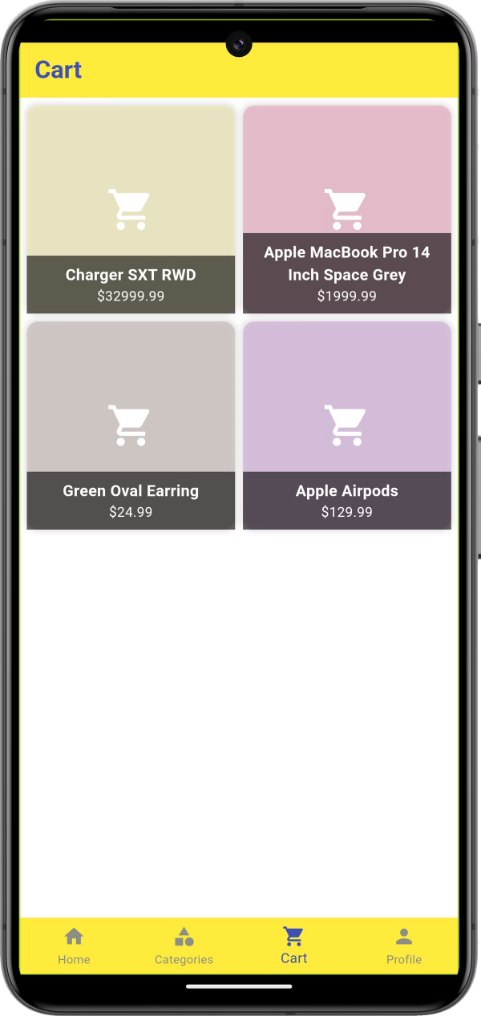 Cart
Charger SXT RWD
$32999.99
Apple MacBook Pro 14
Inch Space Grey
$1999.99
Green Oval Earring
$24.99
Apple Airpods
$129.99
Home
Categories
Cart
Profile